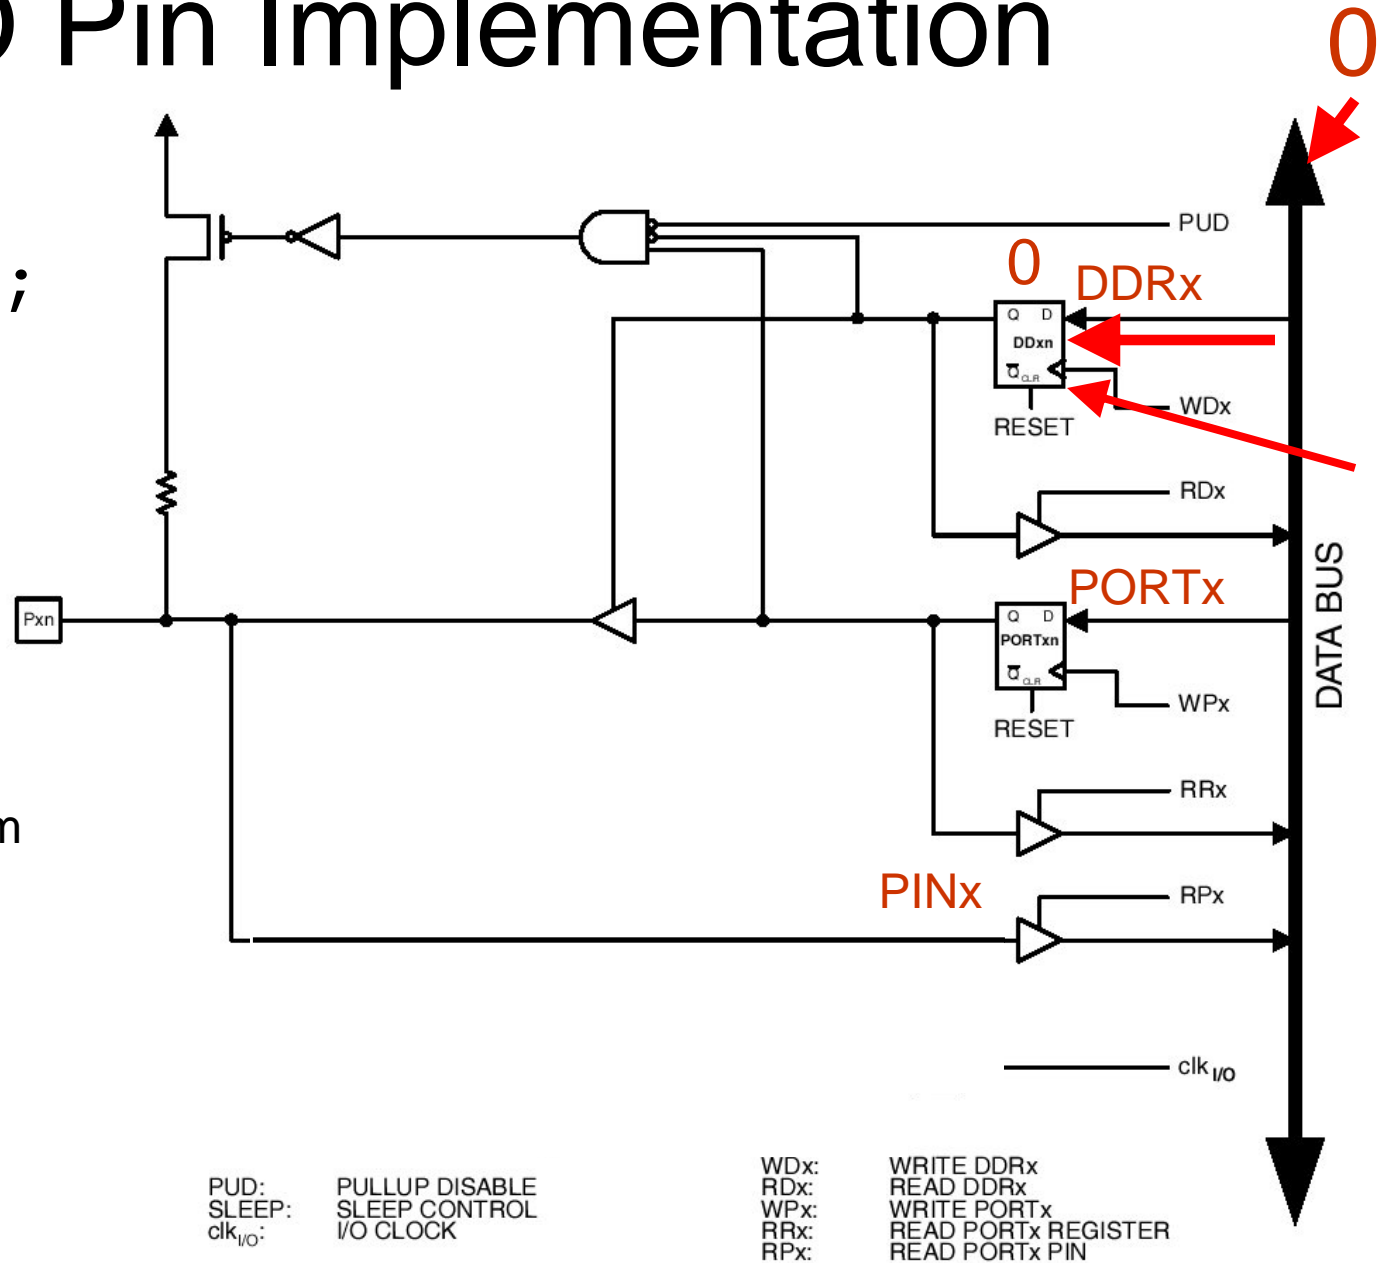 O Pin Implementation
0
PUD
0
DDRx
;
Q D
DDxn
Q CLR
WDx
RESET
RDx
DATA BUS
PORTx
Pxn
Q D
PORTxn
Q CLR
WPx
RESET
RRx
m
PINx
RPx
clk I/O
PUD: PULLUP DISABLE
SLEEP: SLEEP CONTROL
clk I/O: I/O CLOCK
WDx: WRITE DDRx
RDx: READ DDRx
WPx: WRITE PORTx
RRx: READ PORTx REGISTER
RPx: READ PORTx PIN